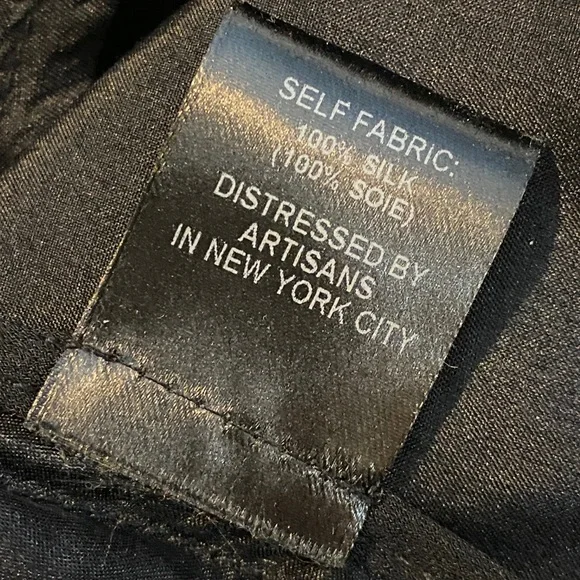 SELF FABRIC:
100% SILK
(100% SOIE)
DISTRESSED BY
ARTISANS
IN NEW YORK CITY